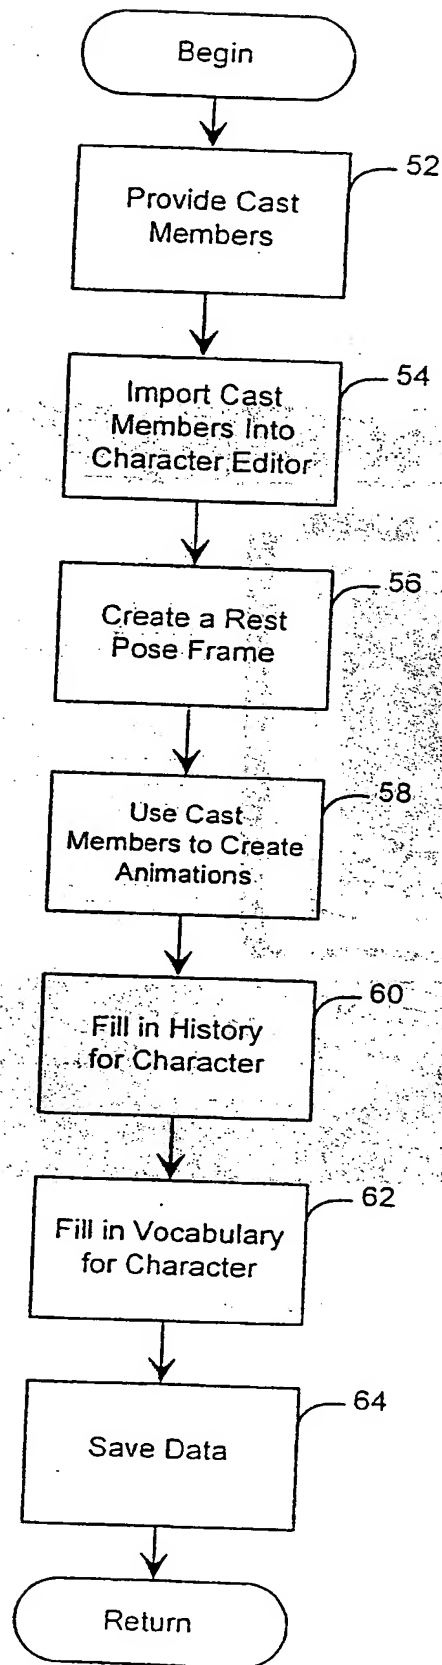 Begin
52
Provide Cast
Members
54
Import Cast
Members Into
Character Editor
56
Create a Rest
Pose Frame
58
Use Cast
Members to Create
Animations
60
Fill in History
for Character
62
Fill in Vocabulary
for Character
64
Save Data
Return